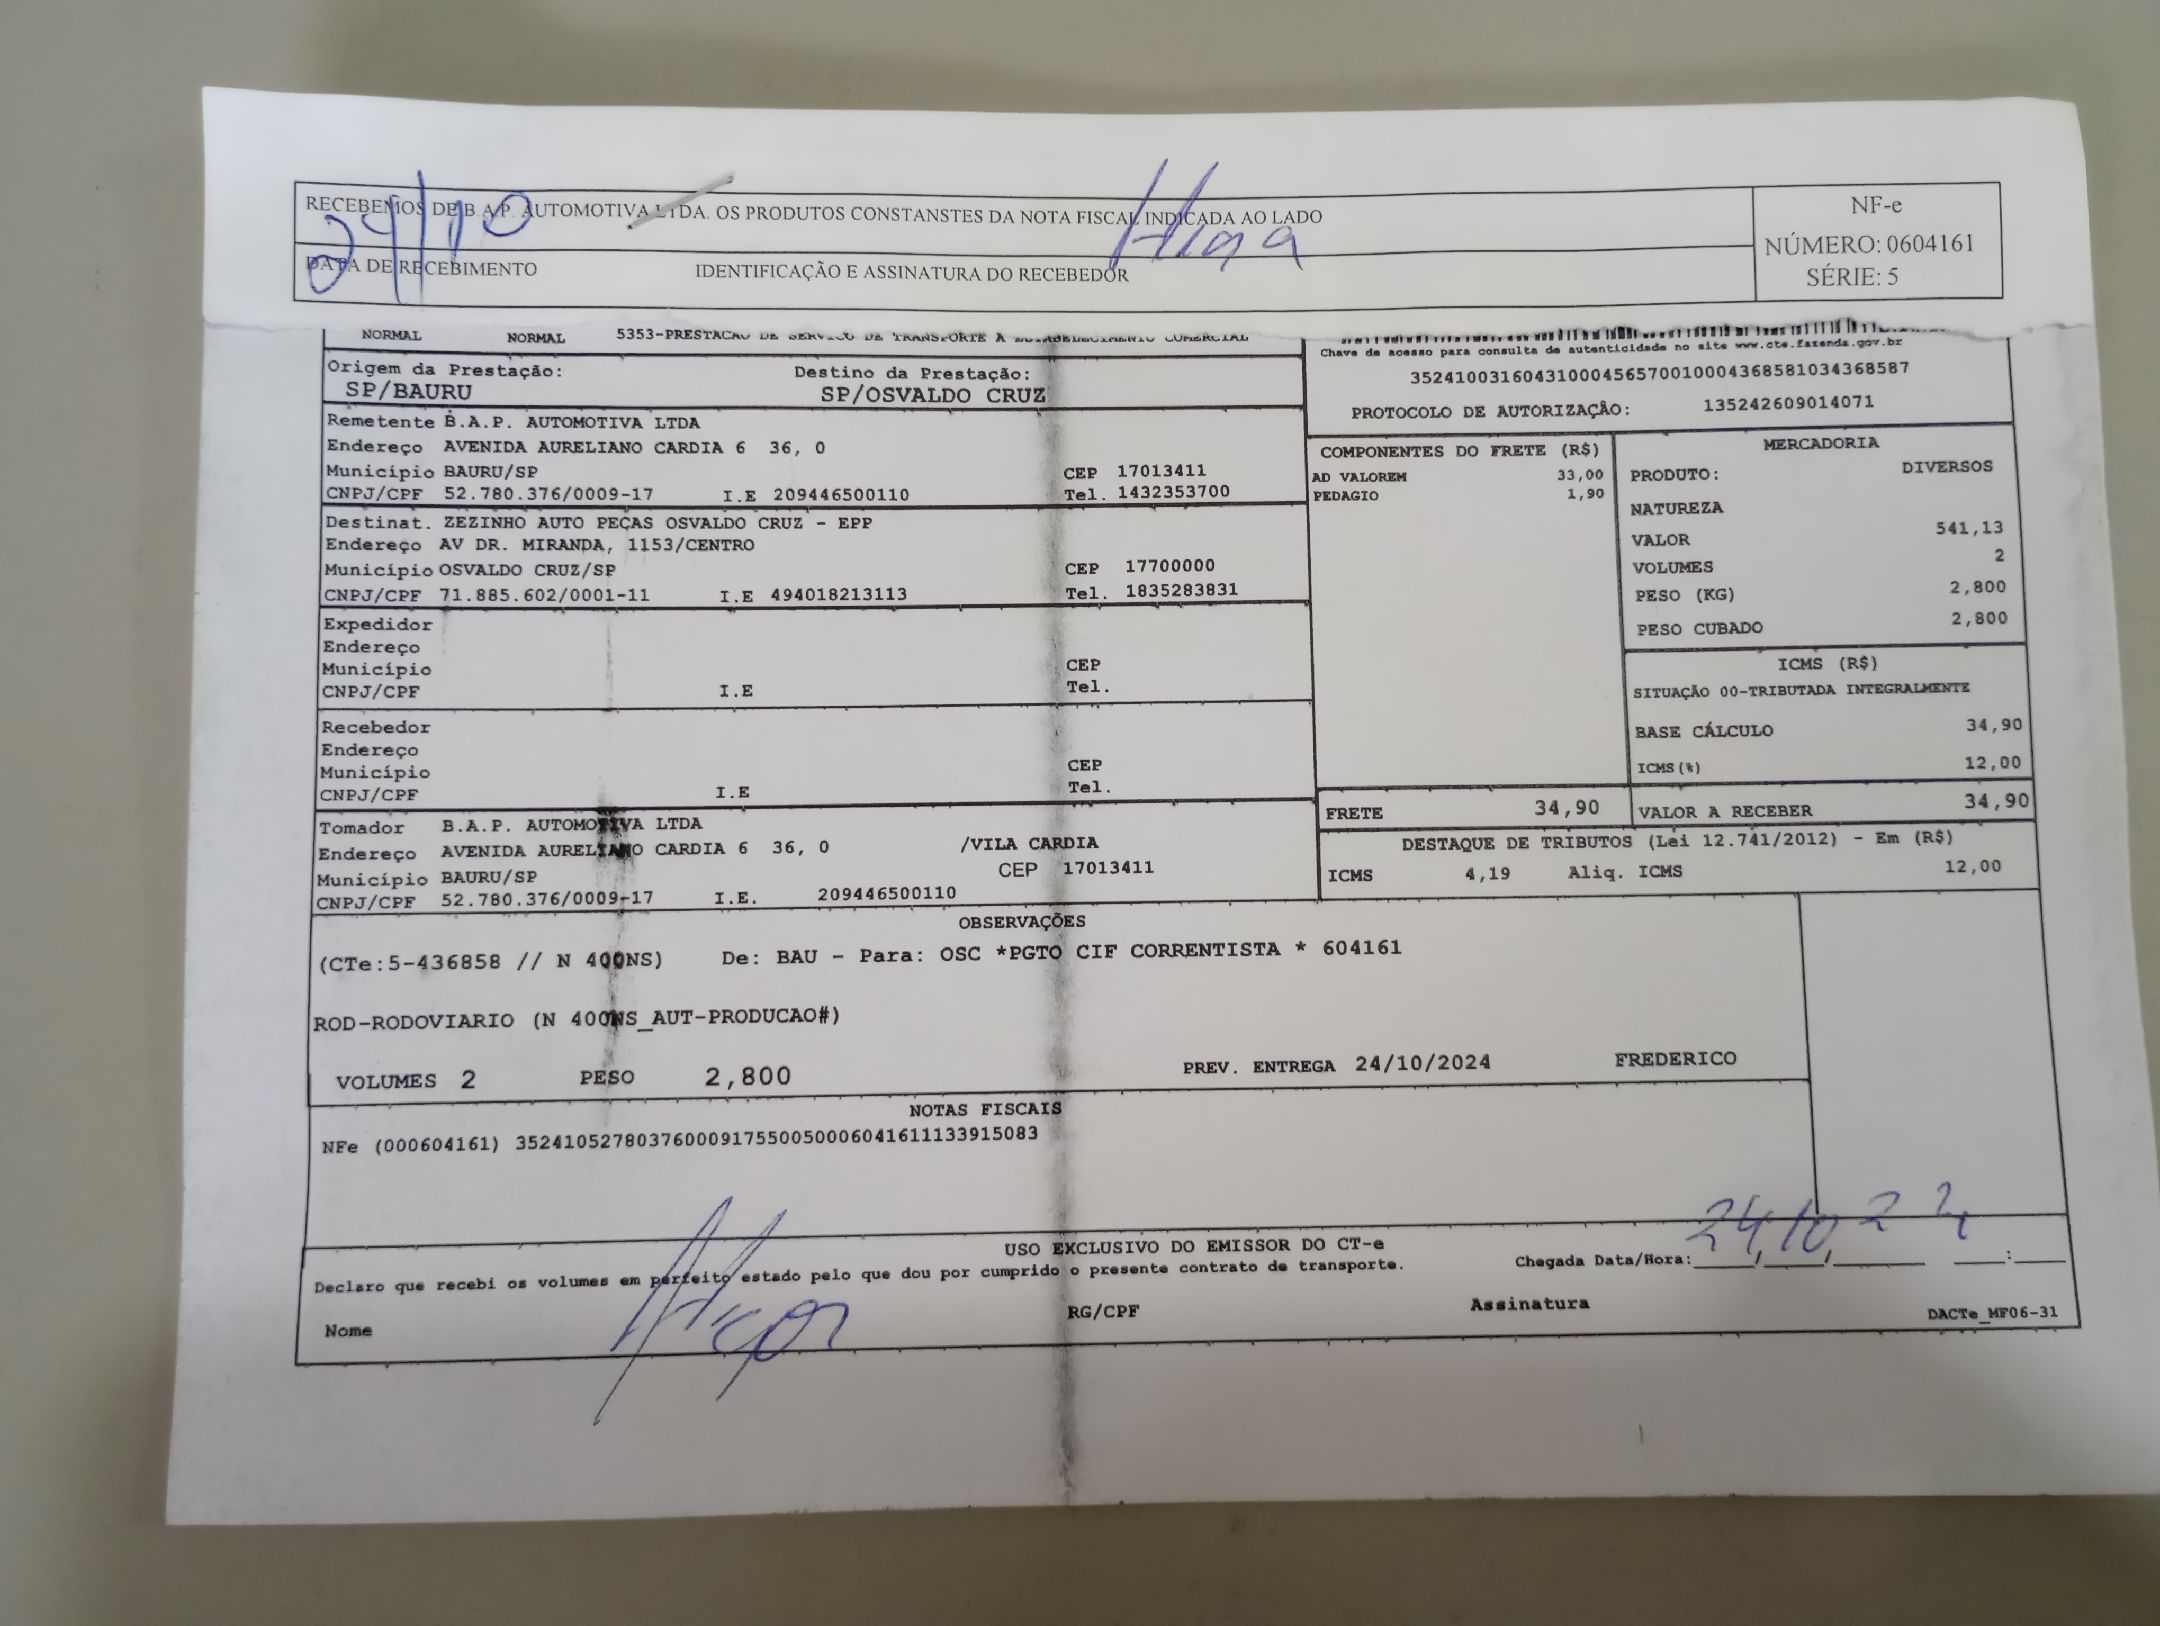 RECEBEMOS DE B.A.P. AUTOMOTIVA LTDA. OS PRODUTOS CONSTANSTES DA NOTA FISCAL INDICADA AO LADO
24/10
DATA DE RECEBIMENTO IDENTIFICAÇÃO E ASSINATURA DO RECEBEDOR
NF-e
NÚMERO: 0604161
SÉRIE: 5
NORMAL NORMAL 5353-PRESTACAO DE SERVICO DE TRANSPORTE A ESTABELECIMENTO COMERCIAL
Chave de acesso para consulta de autenticidade no site www.cte.fazenda.gov.br
35241003160431000456570010004368581034368587
PROTOCOLO DE AUTORIZAÇÃO: 135242609014071
Origem da Prestação: Destino da Prestação:
SP/BAURU SP/OSVALDO CRUZ
Remetente B.A.P. AUTOMOTIVA LTDA
Endereço AVENIDA AURELIANO CARDIA 6 36, 0
Município BAURU/SP CEP 17013411
CNPJ/CPF 52.780.376/0009-17 I.E 209446500110 Tel. 1432353700
Destinat. ZEZINHO AUTO PEÇAS OSVALDO CRUZ - EPP
Endereço AV DR. MIRANDA, 1153/CENTRO
Município OSVALDO CRUZ/SP CEP 17700000
CNPJ/CPF 71.885.602/0001-11 I.E 494018213113 Tel. 1835283831
Expedidor
Endereço
Município CEP
CNPJ/CPF I.E Tel.
Recebedor
Endereço
Município CEP
CNPJ/CPF I.E Tel.
Tomador B.A.P. AUTOMOTIVA LTDA
Endereço AVENIDA AURELIANO CARDIA 6 36, 0 /VILA CARDIA
Município BAURU/SP CEP 17013411
CNPJ/CPF 52.780.376/0009-17 I.E. 209446500110
COMPONENTES DO FRETE (R$)
AD VALOREM 33,00
PEDAGIO 1,90
MERCADORIA
PRODUTO: DIVERSOS
NATUREZA
VALOR 541,13
VOLUMES 2
PESO (KG) 2,800
PESO CUBADO 2,800
ICMS (R$)
SITUAÇÃO 00-TRIBUTADA INTEGRALMENTE
BASE CÁLCULO 34,90
ICMS(%) 12,00
FRETE 34,90 VALOR A RECEBER 34,90
DESTAQUE DE TRIBUTOS (Lei 12.741/2012) - Em (R$)
ICMS 4,19 Aliq. ICMS 12,00
OBSERVAÇÕES
(CTe:5-436858 // N 400NS) De: BAU - Para: OSC *PGTO CIF CORRENTISTA * 604161
ROD-RODOVIARIO (N 400NS_AUT-PRODUCAO#)
VOLUMES 2 PESO 2,800 PREV. ENTREGA 24/10/2024 FREDERICO
NOTAS FISCAIS
NFe (000604161) 35241052780376000917550050006041611133915083
USO EXCLUSIVO DO EMISSOR DO CT-e
Declaro que recebi os volumes em perfeito estado pelo que dou por cumprido o presente contrato de transporte.
Chegada Data/Hora: 24/10/24 :
Nome RG/CPF Assinatura
DACTe_MF06-31